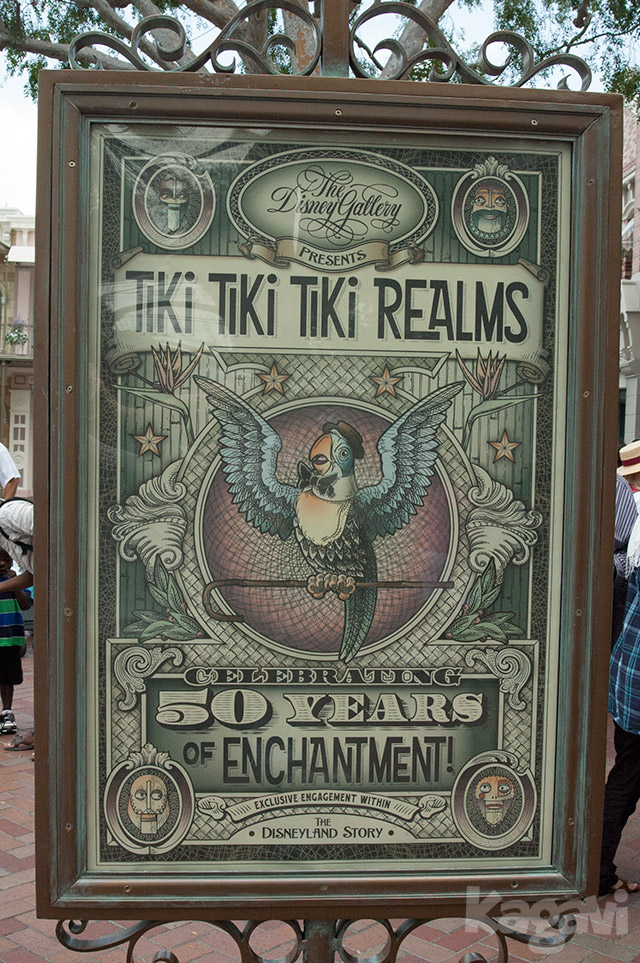 The
Disney Gallery
PRESENTS
TIKI TIKI TIKI REALMS
CELEBRATING
50 YEARS
OF ENCHANTMENT!
EXCLUSIVE ENGAGEMENT WITHIN
THE
• DISNEYLAND STORY •
Kagavi